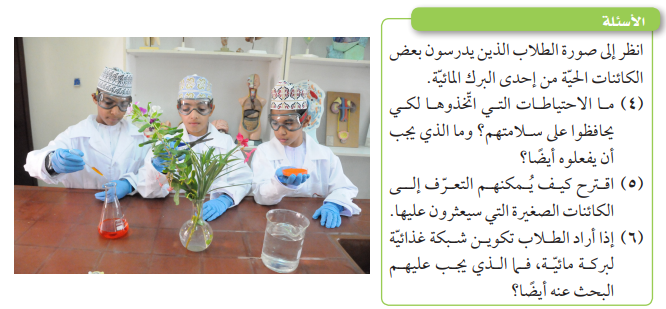 الأسئلة
انظر إلى صورة الطلاب الذين يدرسون بعض
الكائنات الحيّة من إحدى البرك المائيّة.
(٤) ما الاحتياطات التي اتّخذوها لكي
يحافظوا على سلامتهم؟ وما الذي يجب
أن يفعلوه أيضًا؟
(٥) اقترح كيف يُمكنهم التعرّف إلى
الكائنات الصغيرة التي سيعثرون عليها.
(٦) إذا أراد الطلاب تكوين شبكة غذائيّة
لبركة مائيّة، فما الذي يجب عليهم
البحث عنه أيضًا؟